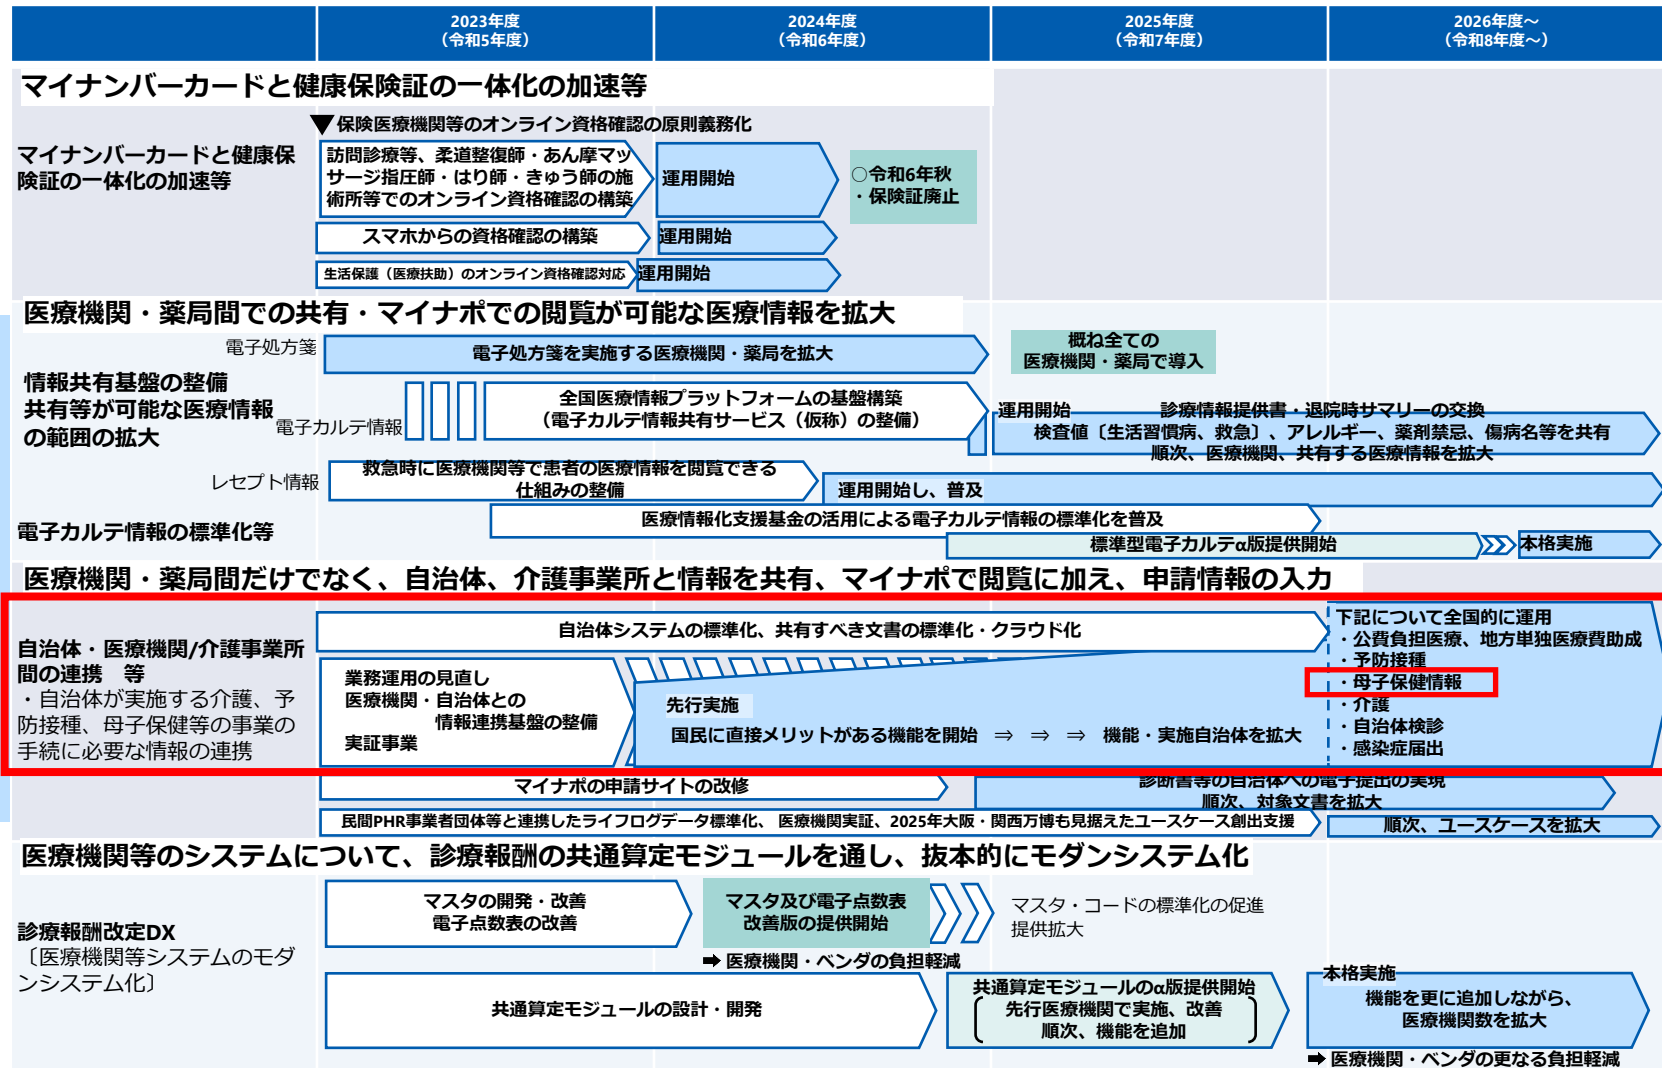 2023年度
（令和5年度）
2024年度
（令和6年度）
2025年度
（令和7年度）
2026年度～
（令和8年度～）
マイナンバーカードと健康保険証の一体化の加速等
▼保険医療機関等のオンライン資格確認の原則義務化
マイナンバーカードと健康保
険証の一体化の加速等
訪問診療等、柔道整復師・あん摩マッ
サージ指圧師・はり師・きゅう師の施
術所等でのオンライン資格確認の構築
運用開始
○令和6年秋
・保険証廃止
スマホからの資格確認の構築
運用開始
生活保護（医療扶助）のオンライン資格確認対応
運用開始
医療機関・薬局間での共有・マイナポでの閲覧が可能な医療情報を拡大
電子処方箋
電子処方箋を実施する医療機関・薬局を拡大
概ね全ての
医療機関・薬局で導入
情報共有基盤の整備
共有等が可能な医療情報
の範囲の拡大
電子カルテ情報
全国医療情報プラットフォームの基盤構築
（電子カルテ情報共有サービス（仮称）の整備）
運用開始
診療情報提供書・退院時サマリーの交換
検査値〔生活習慣病、救急〕、アレルギー、薬剤禁忌、傷病名等を共有
順次、医療機関、共有する医療情報を拡大
レセプト情報
救急時に医療機関等で患者の医療情報を閲覧できる
仕組みの整備
運用開始し、普及
電子カルテ情報の標準化等
医療情報化支援基金の活用による電子カルテ情報の標準化を普及
標準型電子カルテα版提供開始
本格実施
医療機関・薬局間だけでなく、自治体、介護事業所と情報を共有、マイナポで閲覧に加え、申請情報の入力
自治体・医療機関/介護事業所
間の連携　等
・自治体が実施する介護、予
防接種、母子保健等の事業の
手続に必要な情報の連携
自治体システムの標準化、共有すべき文書の標準化・クラウド化
業務運用の見直し
医療機関・自治体との
情報連携基盤の整備
実証事業
先行実施
国民に直接メリットがある機能を開始　⇒　⇒　⇒　機能・実施自治体を拡大
下記について全国的に運用
・公費負担医療、地方単独医療費助成
・予防接種
・母子保健情報
・介護
・自治体検診
・感染症届出
マイナポの申請サイトの改修
診断書等の自治体への電子提出の実現
順次、対象文書を拡大
民間PHR事業者団体等と連携したライフログデータ標準化、医療機関実証、2025年大阪・関西万博も見据えたユースケース創出支援
順次、ユースケースを拡大
医療機関等のシステムについて、診療報酬の共通算定モジュールを通し、抜本的にモダンシステム化
診療報酬改定DX
〔医療機関等システムのモダ
ンシステム化〕
マスタの開発・改善
電子点数表の改善
マスタ及び電子点数表
改善版の提供開始
マスタ・コードの標準化の促進
提供拡大
➡ 医療機関・ベンダの負担軽減
共通算定モジュールの設計・開発
共通算定モジュールのα版提供開始
先行医療機関で実施、改善
順次、機能を追加
本格実施
機能を更に追加しながら、
医療機関数を拡大
➡ 医療機関・ベンダの更なる負担軽減